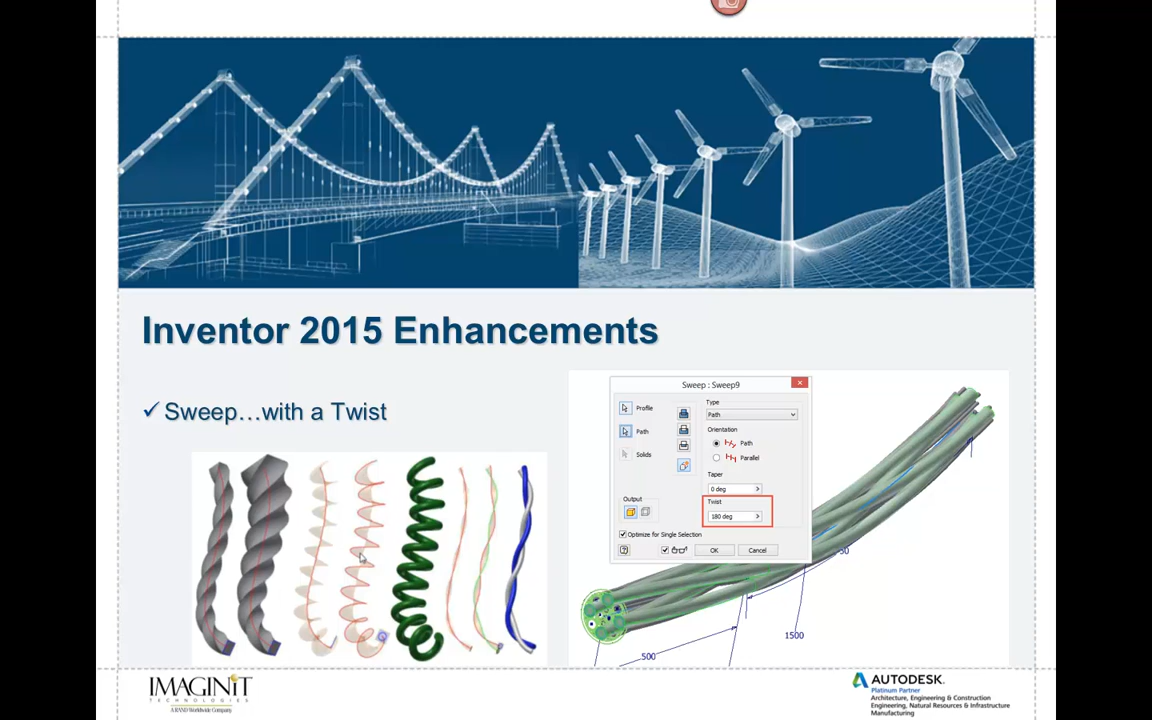 Inventor 2015 Enhancements
✓ Sweep…with a Twist
Sweep : Sweep9
Profile
Path
Solids
Output
Type
Path
Orientation
Path
Parallel
Taper
0 deg
Twist
180 deg
Optimize for Single Selection
OK
Cancel
50
1500
500
IMAGINiT
TECHNOLOGIES
A RAND Worldwide Company
AUTODESK.
Platinum Partner
Architecture, Engineering & Construction
Engineering, Natural Resources & Infrastructure
Manufacturing